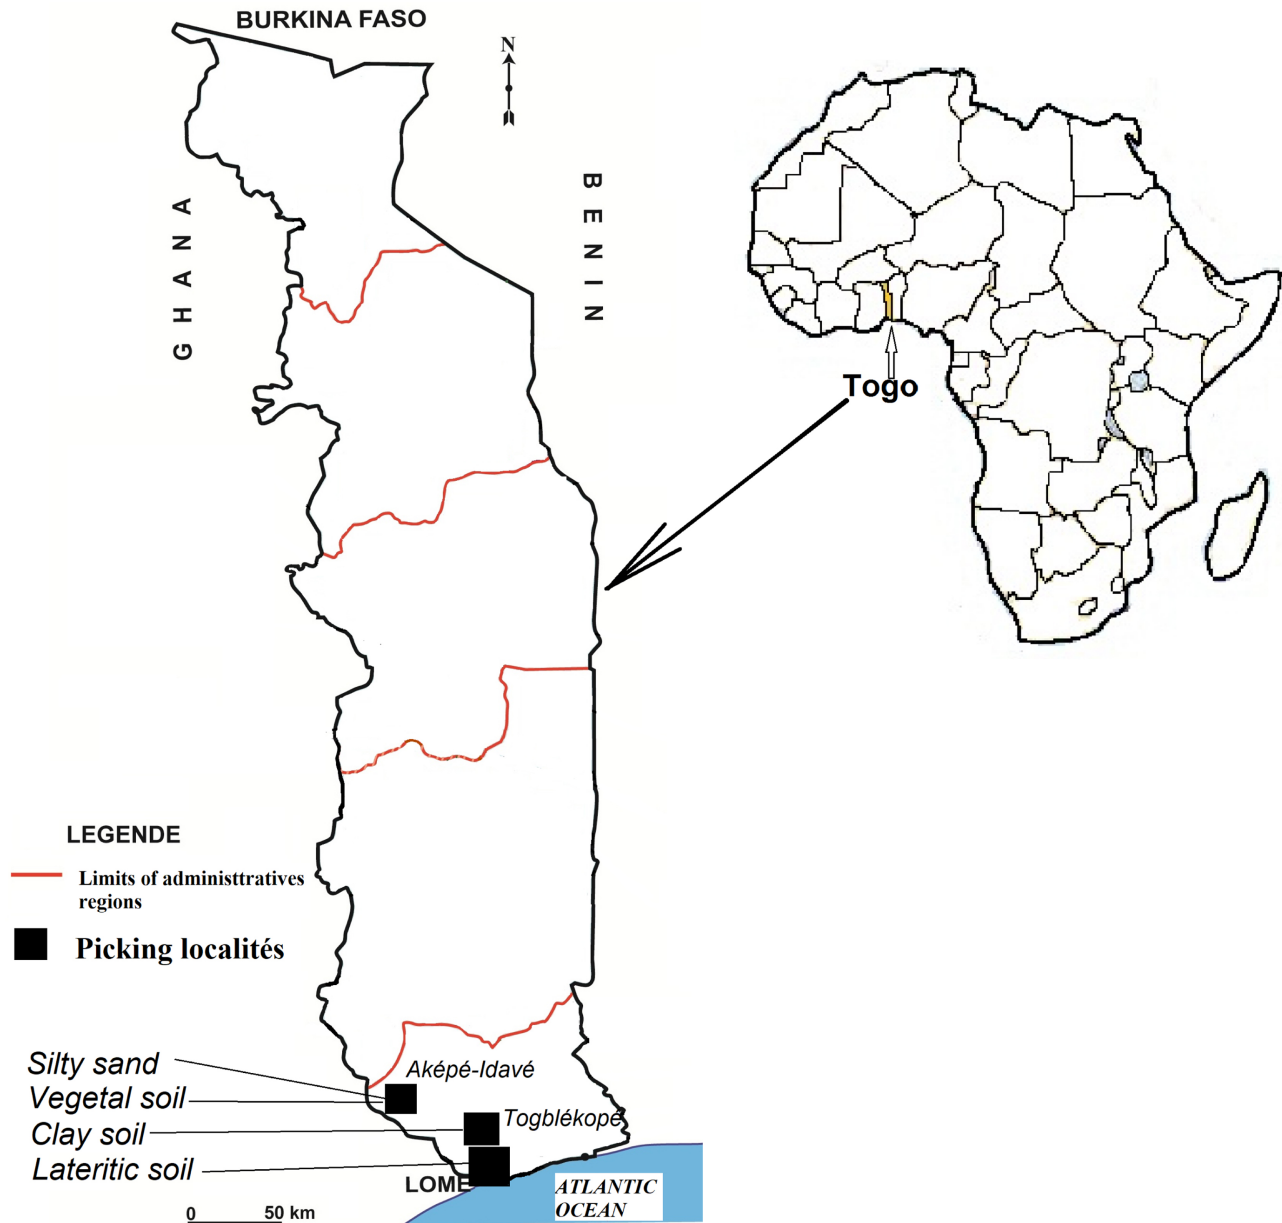 BURKINA FASO
N
GHANA
BENIN
Togo
LEGENDE
Limits of administtratives
regions
Picking localités
Silty sand
Vegetal soil
Clay soil
Lateritic soil
Aképé-Idavé
Togblékopé
LOME
ATLANTIC
OCEAN
0 50 km